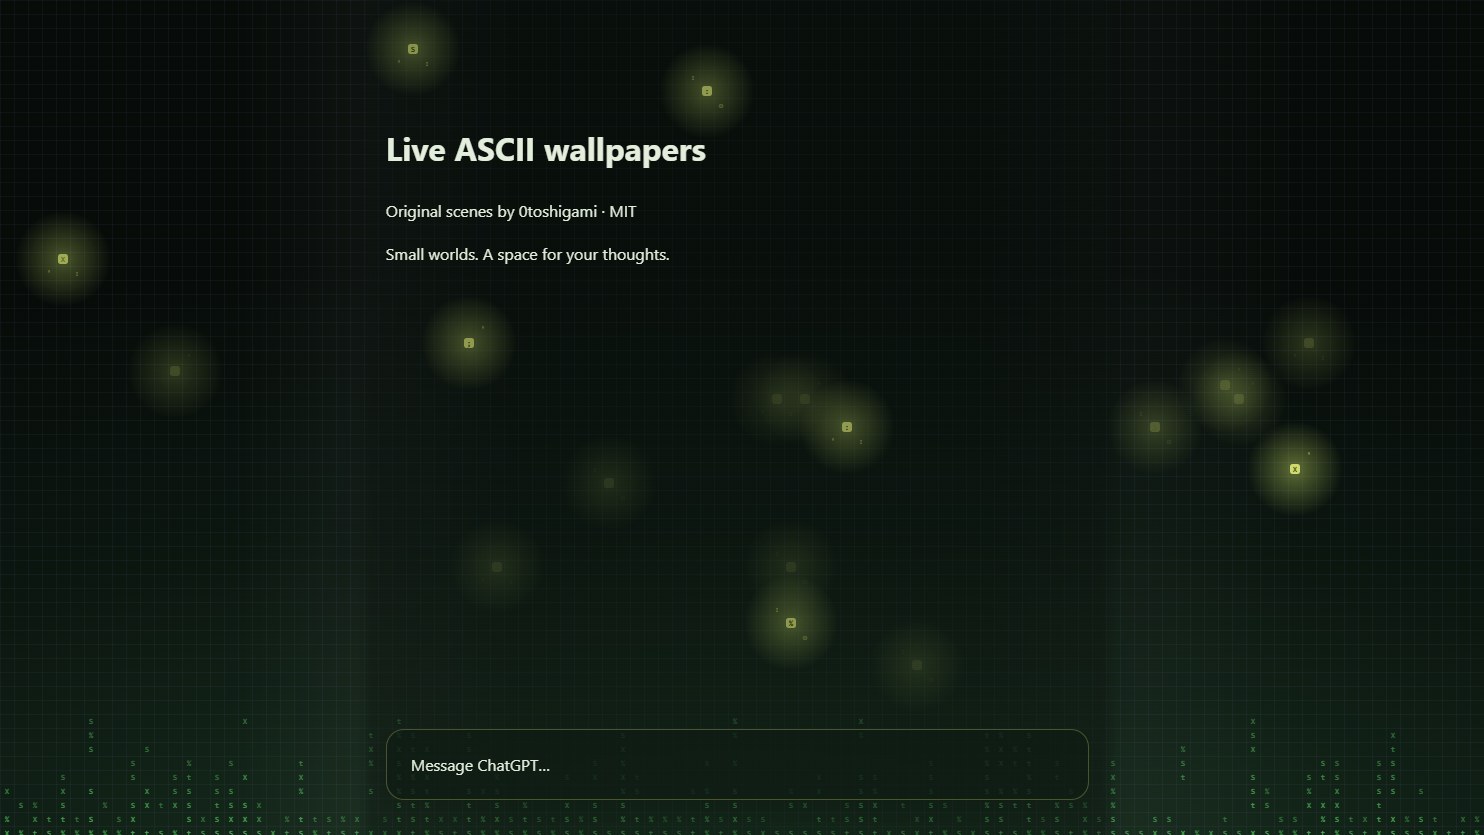 Live ASCII wallpapers
Original scenes by 0toshigami · MIT
Small worlds. A space for your thoughts.
Message ChatGPT...